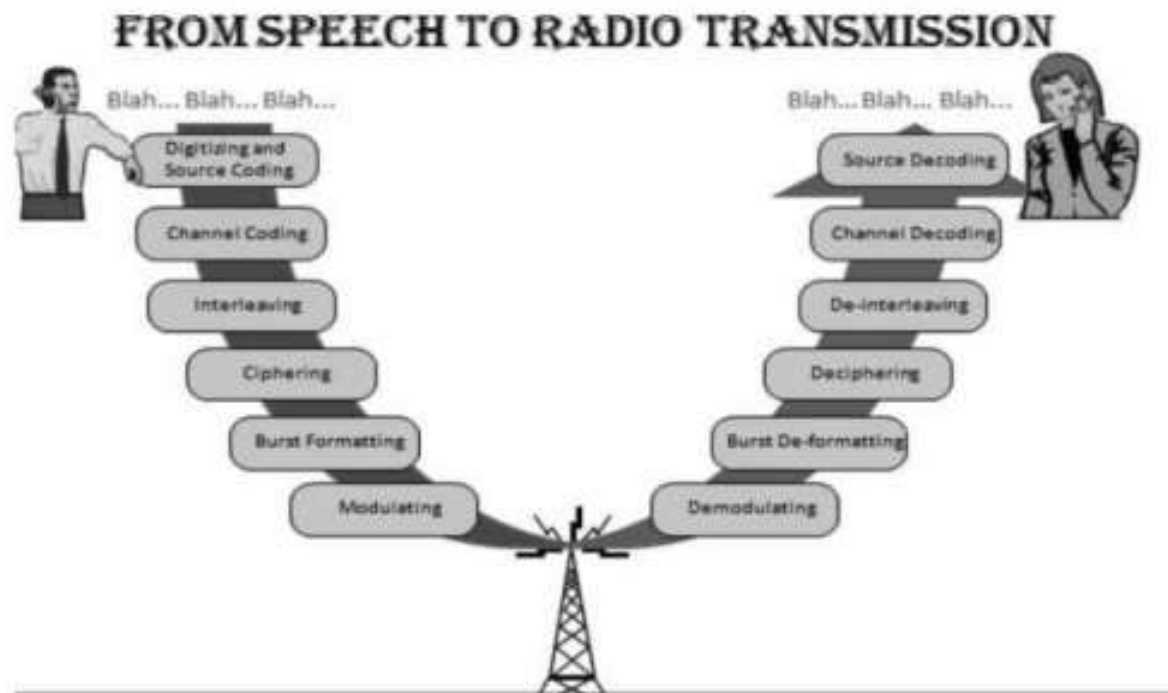 FROM SPEECH TO RADIO TRANSMISSION
Blah... Blah... Blah...
Digitizing and
Source Coding
Channel Coding
Interleaving
Ciphering
Burst Formatting
Modulating
Blah... Blah... Blah...
Source Decoding
Channel Decoding
De-interleaving
Deciphering
Burst De-formatting
Demodulating